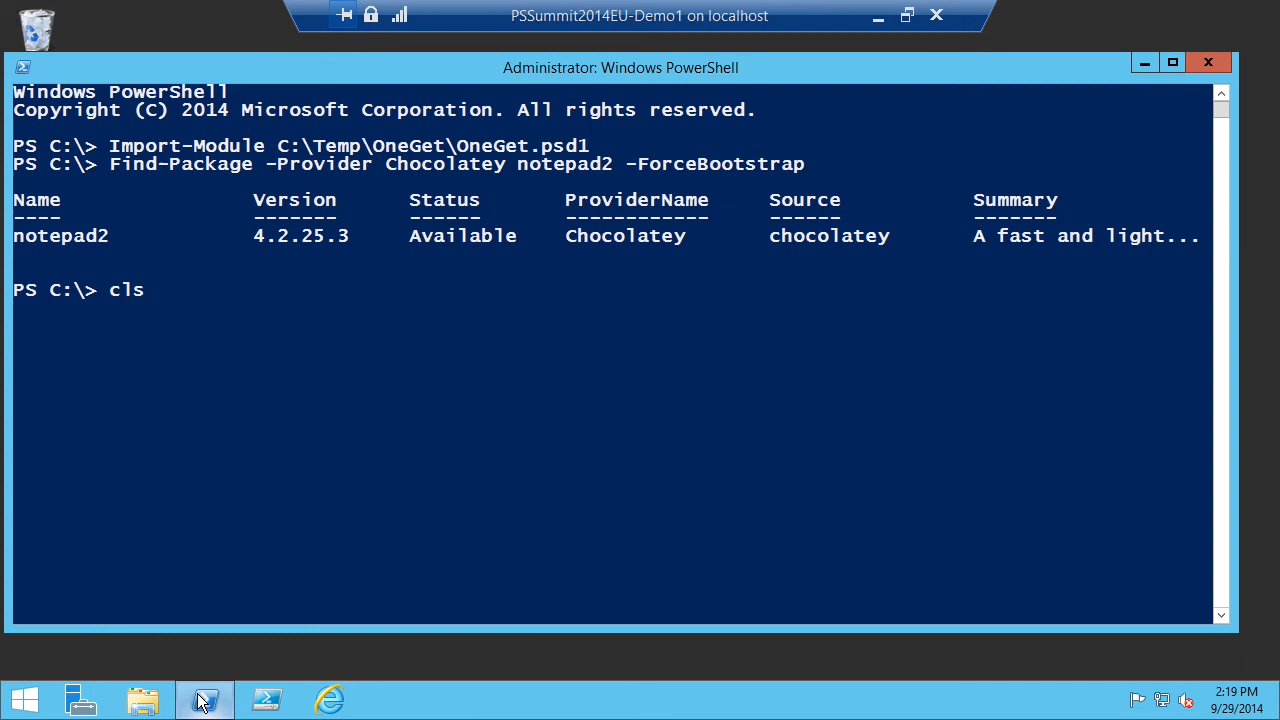 PSSummit2014EU-Demo1 on localhost
Administrator: Windows PowerShell
Windows PowerShell
Copyright (C) 2014 Microsoft Corporation. All rights reserved.
PS C:\> Import-Module C:\Temp\OneGet\OneGet.psd1
PS C:\> Find-Package -Provider Chocolatey notepad2 -ForceBootstrap
Name Version Status ProviderName Source Summary
---- ------- ------ ------------ ------ -------
notepad2 4.2.25.3 Available Chocolatey chocolatey A fast and light...
PS C:\> cls
2:19 PM
9/29/2014